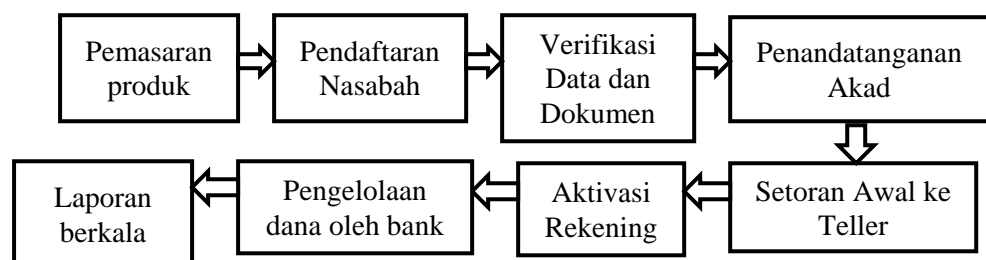 Pemasaran
produk
Pendaftaran
Nasabah
Verifikasi
Data dan
Dokumen
Penandatanganan
Akad
Setoran Awal ke
Teller
Aktivasi
Rekening
Pengelolaan
dana oleh bank
Laporan
berkala